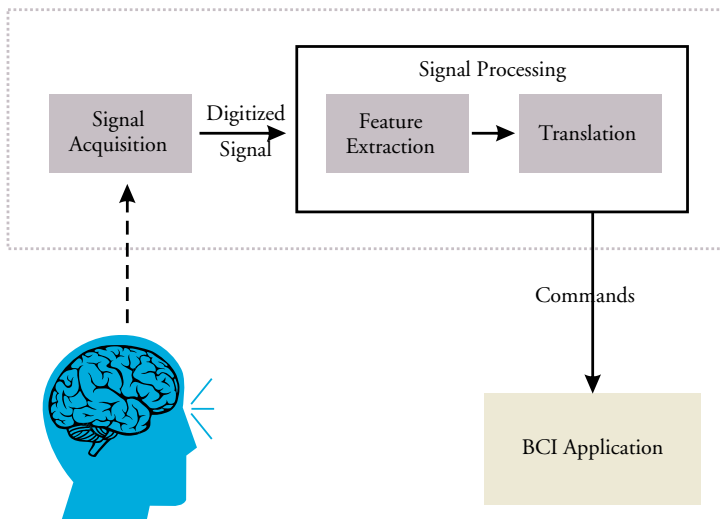 Signal Processing
Signal
Acquisition
Digitized
Signal
Feature
Extraction
Translation
Commands
BCI Application